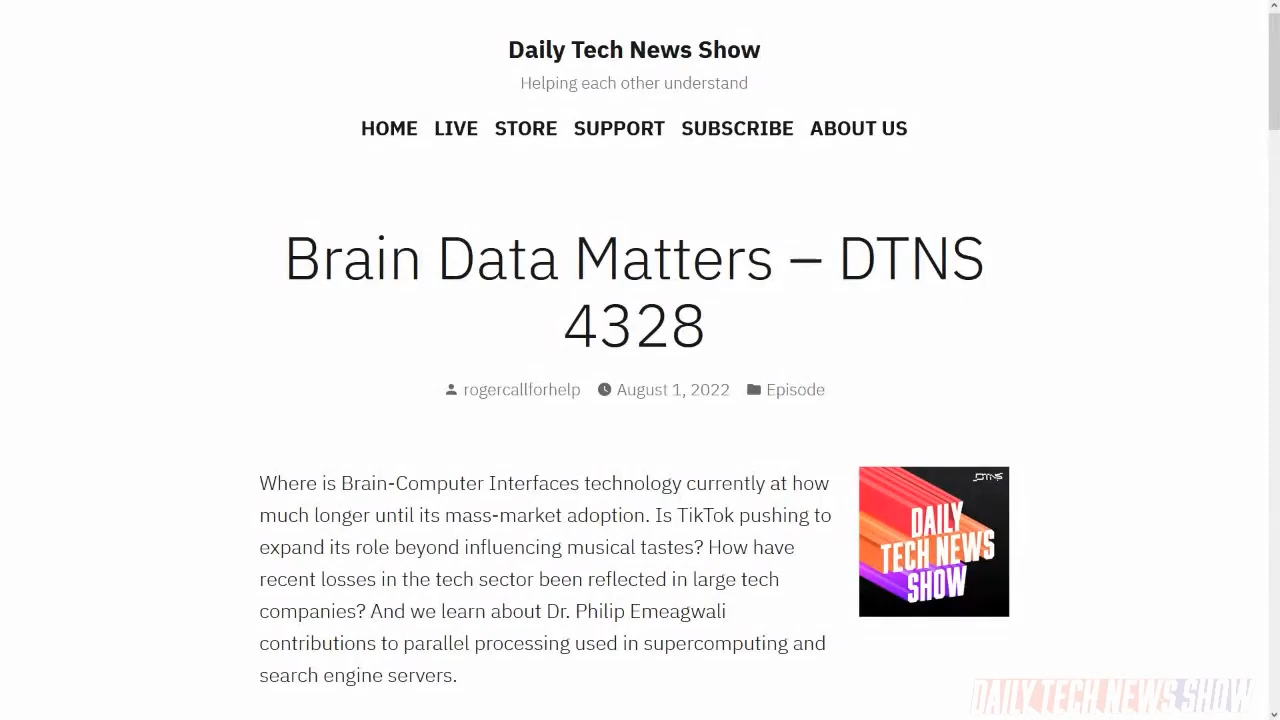 Daily Tech News Show
Helping each other understand
HOME LIVE STORE SUPPORT SUBSCRIBE ABOUT US
Brain Data Matters – DTNS
4328
rogercallforhelp August 1, 2022 Episode
Where is Brain-Computer Interfaces technology currently at how
much longer until its mass-market adoption. Is TikTok pushing to
expand its role beyond influencing musical tastes? How have
recent losses in the tech sector been reflected in large tech
companies? And we learn about Dr. Philip Emeagwali
contributions to parallel processing used in supercomputing and
search engine servers.
DTNS
DAILY
TECH NEWS
SHOW
DAILY TECH NEWS SHOW